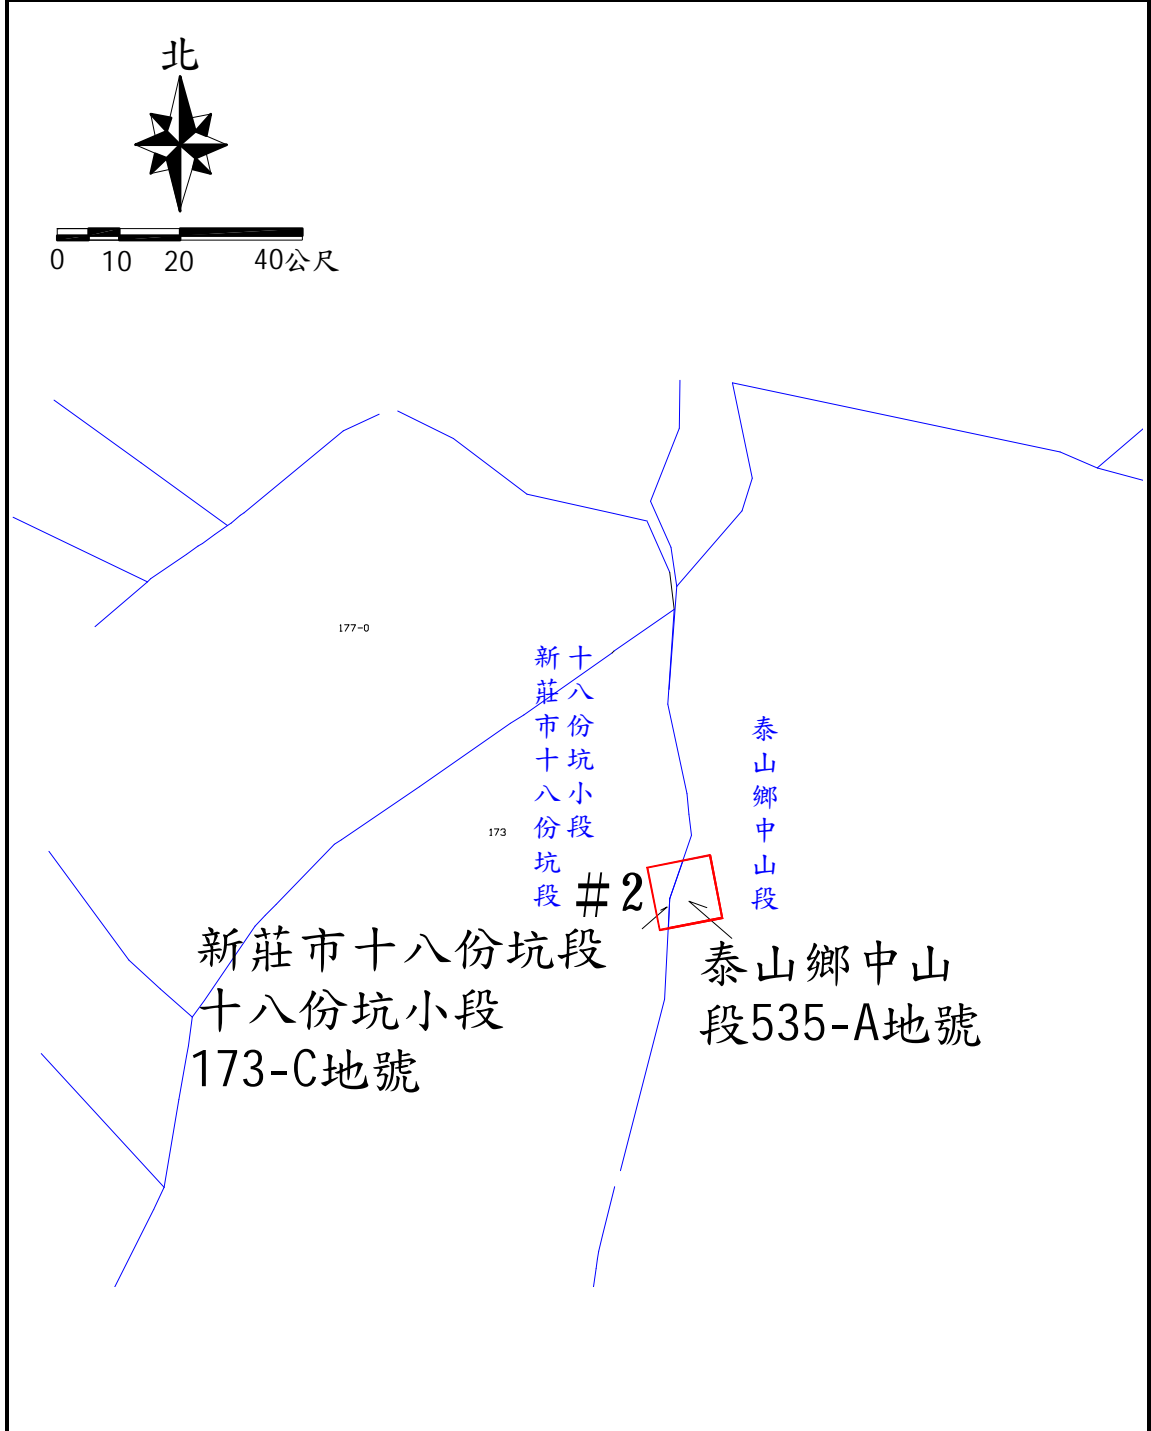 北
0 10 20 40公尺
177-0
十八份坑小段
新莊市十八份坑段
泰山鄉中山段
173
#2
新莊市十八份坑段
十八份坑小段
173-C地號
泰山鄉中山
段535-A地號